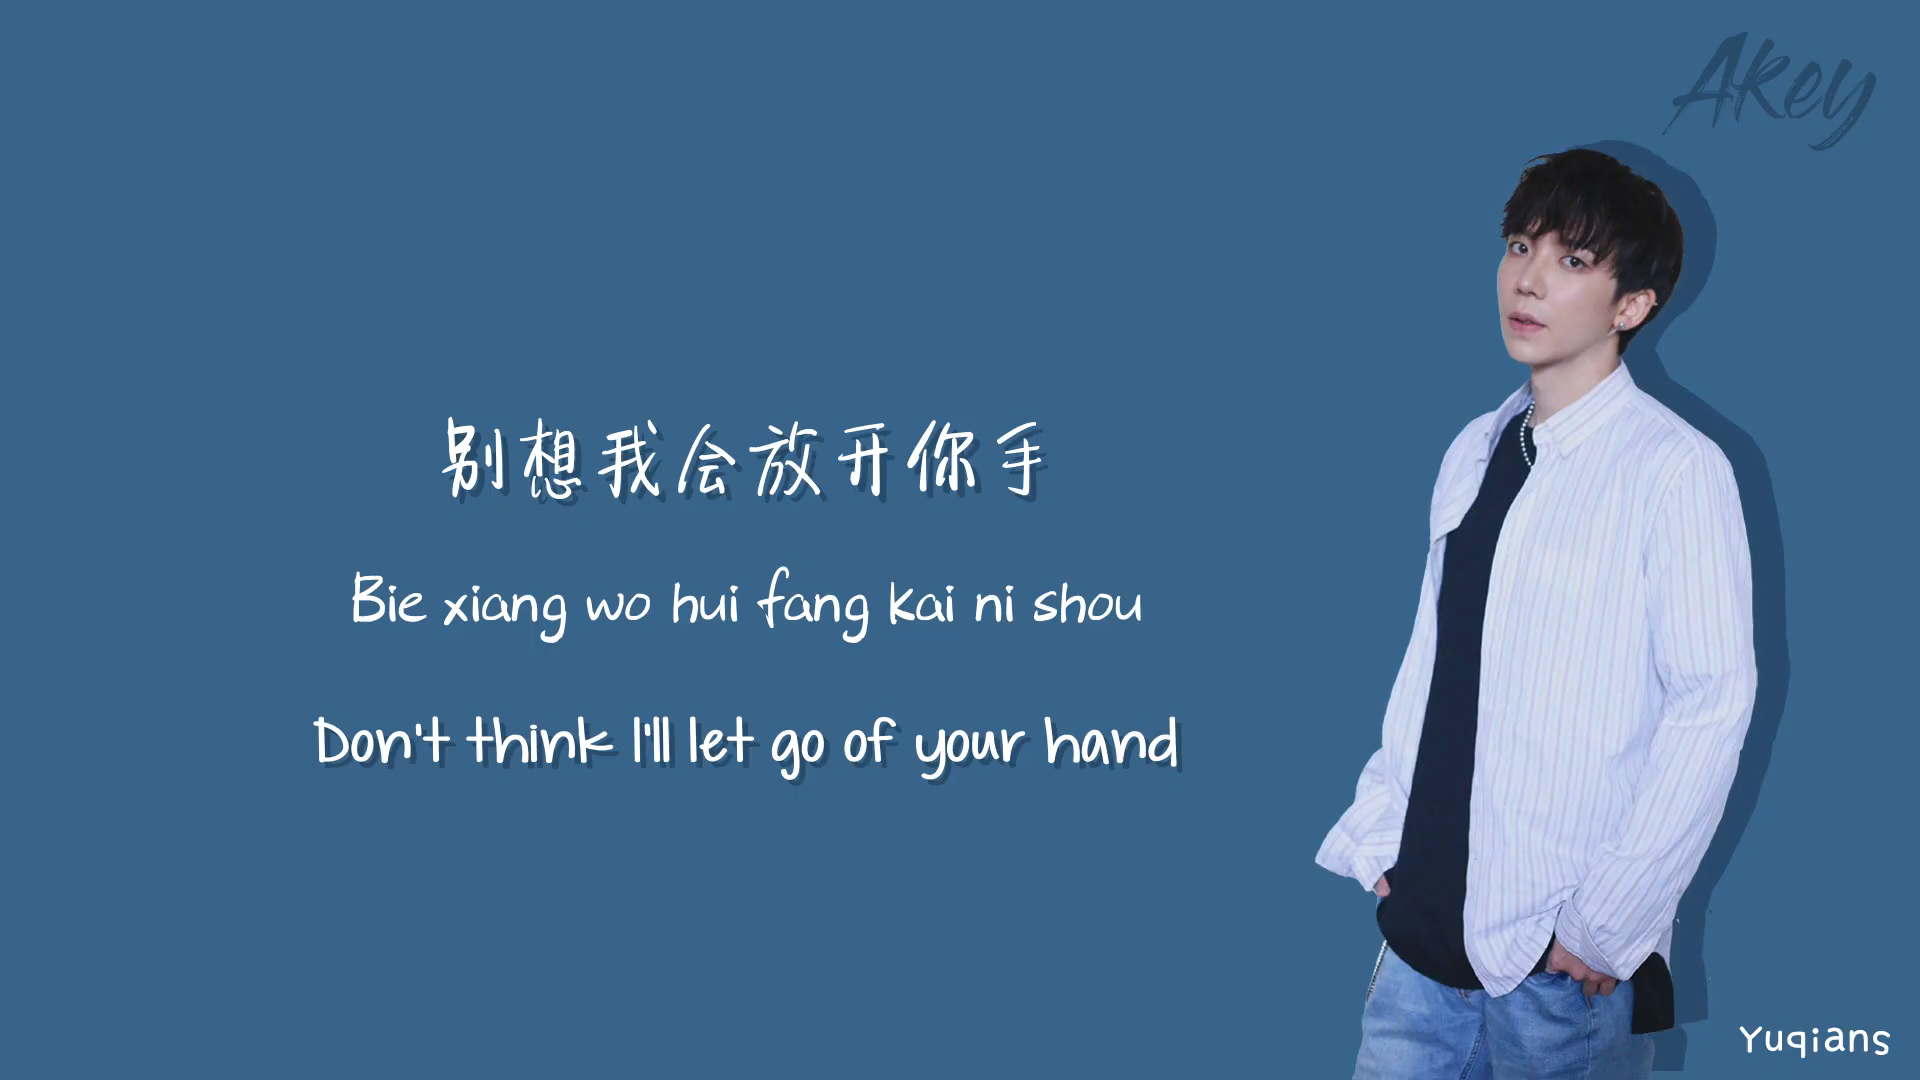 Akey
别想我会放开你手
Bie xiang wo hui fang kai ni shou
Don't think I'll let go of your hand
Yuqians